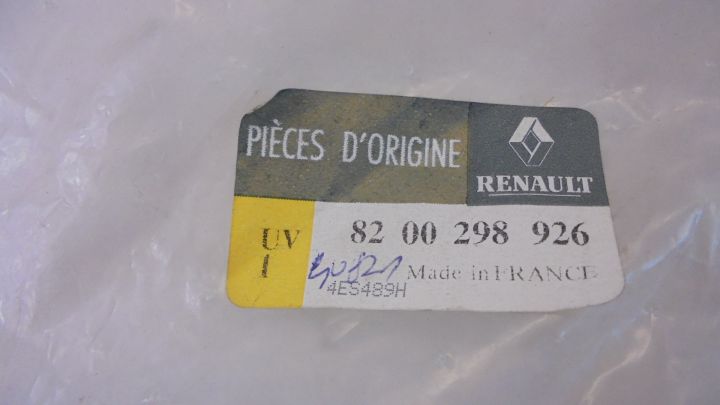 PIÈCES D'ORIGINE
RENAULT
UV
1
82 00 298 926
Made in FRANCE
4ES489H